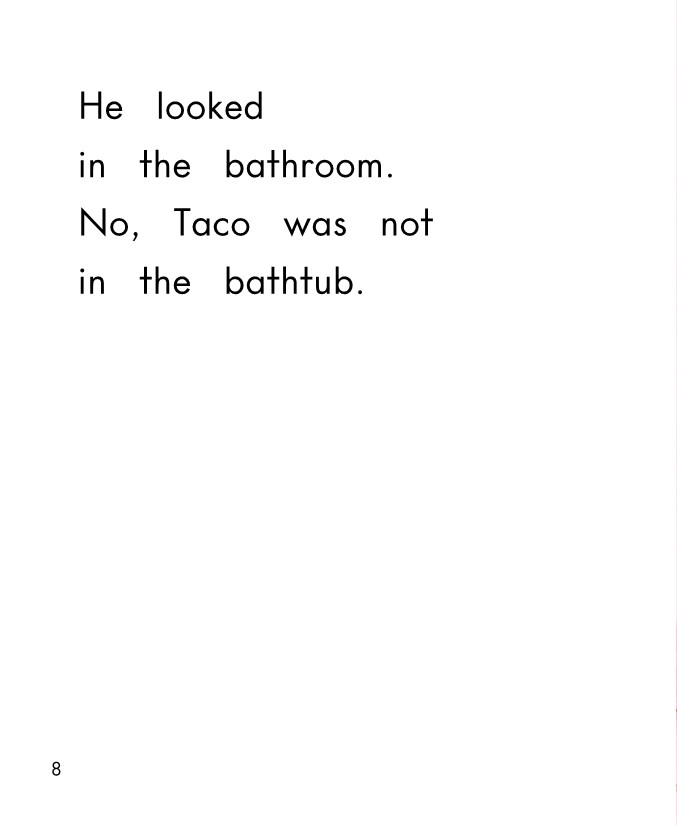 He looked
in the bathroom.
No, Taco was not
in the bathtub.
8